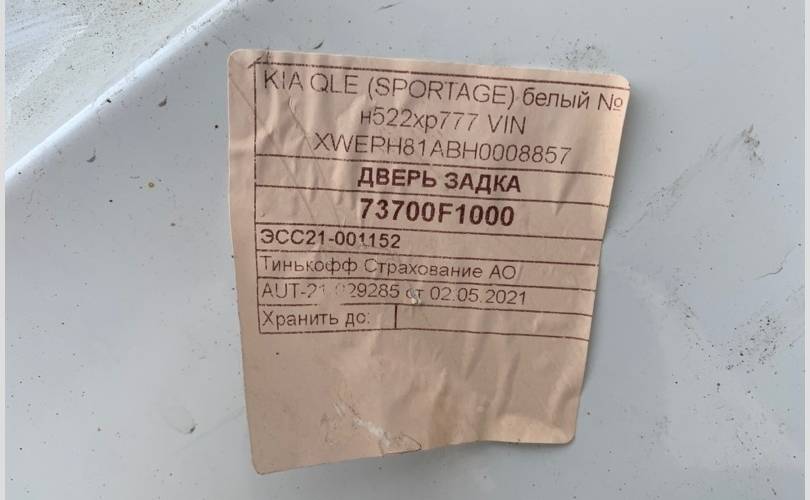 KIA QLE (SPORTAGE) белый №
н522хр777 VIN
XWEPH81ABH0008857
ДВЕРЬ ЗАДКА
73700F1000
ЭСС21-001152
Тинькофф Страхование АО
от 02.05.2021
Хранить до: